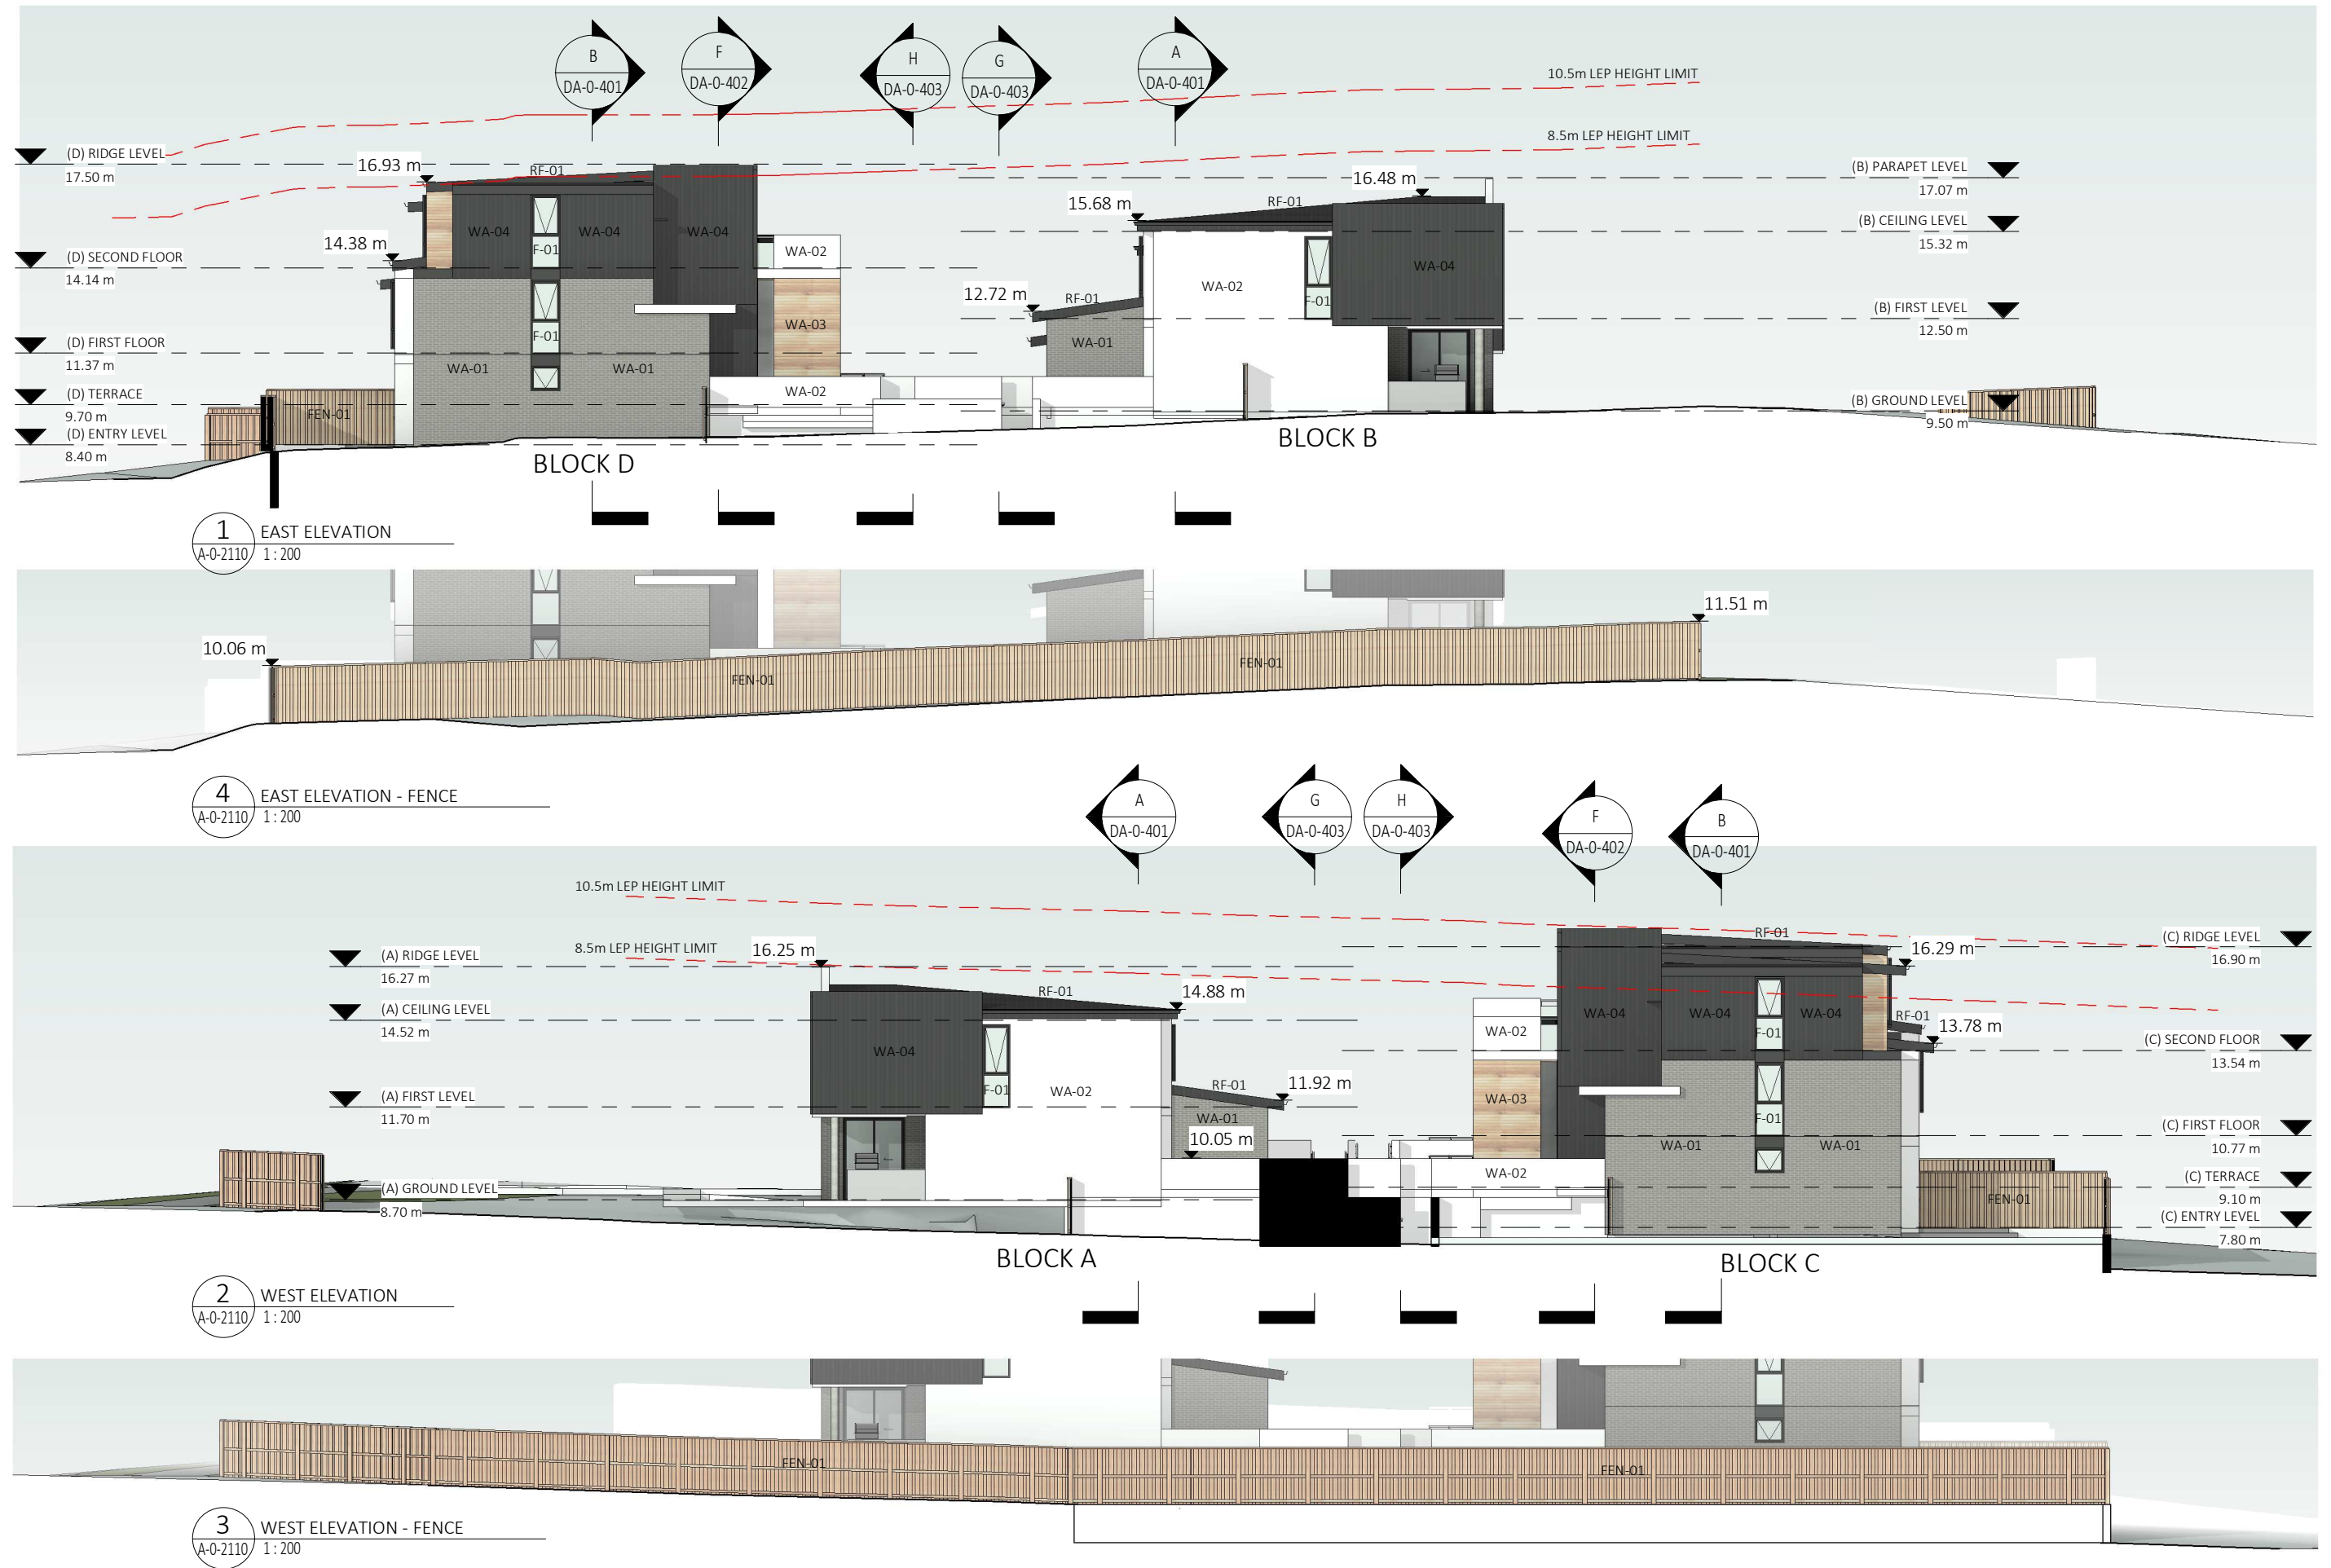 B
DA-0-401
F
DA-0-402
H
DA-0-403
G
DA-0-403
A
DA-0-401
10.5m LEP HEIGHT LIMIT
8.5m LEP HEIGHT LIMIT
(D) RIDGE LEVEL
17.50 m
16.93 m
RF-01
(B) PARAPET LEVEL
17.07 m
16.48 m
15.68 m
RF-01
WA-04
WA-04
WA-04
WA-04
(B) CEILING LEVEL
15.32 m
14.38 m
F-01
WA-02
(D) SECOND FLOOR
14.14 m
12.72 m
RF-01
WA-02
F-01
(B) FIRST LEVEL
12.50 m
WA-03
F-01
WA-01
(D) FIRST FLOOR
11.37 m
WA-01
WA-01
WA-02
(D) TERRACE
9.70 m
FEN-01
(B) GROUND LEVEL
9.50 m
(D) ENTRY LEVEL
8.40 m
BLOCK D
BLOCK B
1
A-0-2110
EAST ELEVATION
1 : 200
11.51 m
10.06 m
FEN-01
FEN-01
4
A-0-2110
EAST ELEVATION - FENCE
1 : 200
A
DA-0-401
G
DA-0-403
H
DA-0-403
F
DA-0-402
B
DA-0-401
10.5m LEP HEIGHT LIMIT
8.5m LEP HEIGHT LIMIT
16.25 m
RF-01
16.29 m
(C) RIDGE LEVEL
16.90 m
(A) RIDGE LEVEL
16.27 m
RF-01
14.88 m
(A) CEILING LEVEL
14.52 m
WA-04
WA-04
WA-04
WA-04
RF-01
13.78 m
WA-02
F-01
(C) SECOND FLOOR
13.54 m
F-01
WA-02
RF-01
11.92 m
WA-03
(A) FIRST LEVEL
11.70 m
WA-01
F-01
10.05 m
(C) FIRST FLOOR
10.77 m
WA-01
WA-01
WA-02
(C) TERRACE
9.10 m
FEN-01
(A) GROUND LEVEL
8.70 m
(C) ENTRY LEVEL
7.80 m
BLOCK A
BLOCK C
2
A-0-2110
WEST ELEVATION
1 : 200
FEN-01
FEN-01
3
A-0-2110
WEST ELEVATION - FENCE
1 : 200